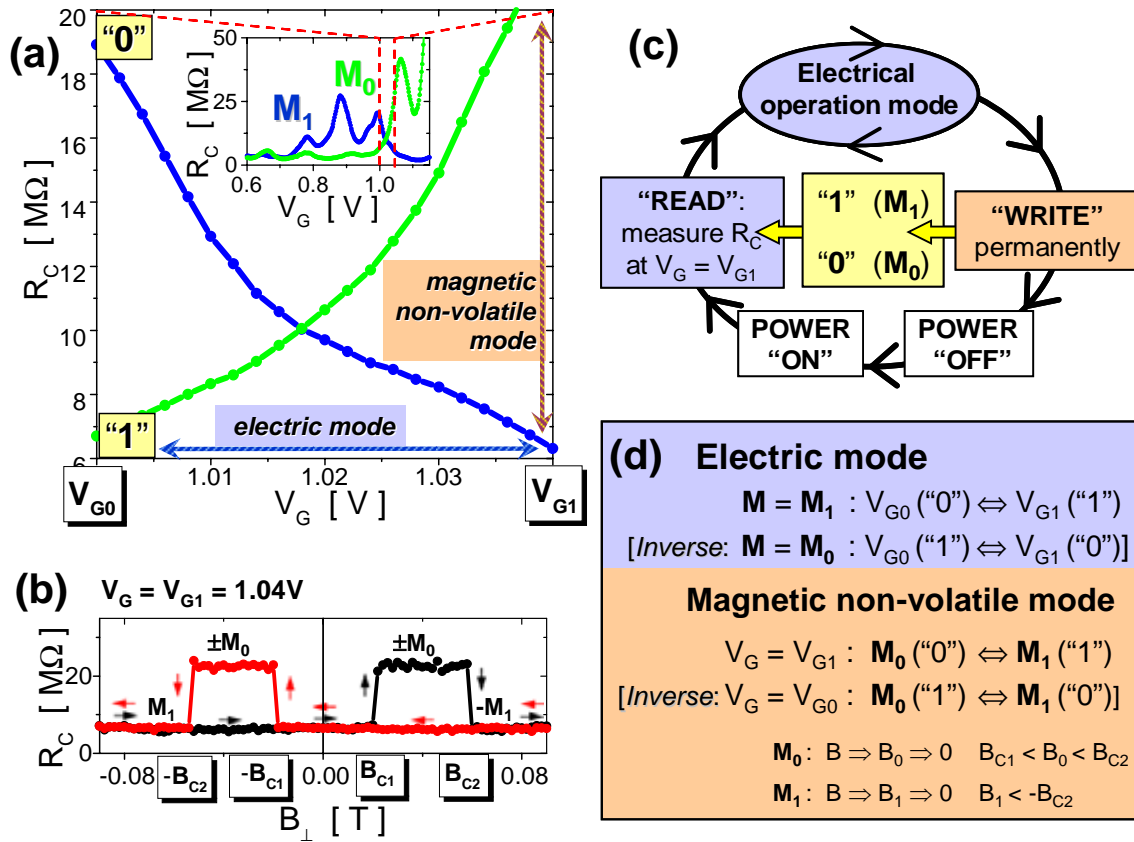 (a)
20
18
16
14
12
10
8
6
R_C [ MΩ ]
"0"
"1"
50
25
0
R_C [ MΩ ]
M_1
M_0
0.6 0.8 1.0
V_G [ V ]
magnetic
non-volatile
mode
electric mode
V_G0
1.01 1.02 1.03
V_G [ V ]
V_G1
(b)
V_G = V_G1 = 1.04V
R_C [ MΩ ]
20
0
±M_0
±M_0
M_1
-M_1
-0.08 -B_C2 -B_C1 0.00 B_C1 B_C2 0.08
B_⊥ [ T ]
(c)
Electrical
operation mode
"READ":
measure R_C
at V_G = V_G1
"1" (M_1)
"0" (M_0)
"WRITE"
permanently
POWER
"ON"
POWER
"OFF"
(d) Electric mode
M = M_1 : V_G0 ("0") ⇔ V_G1 ("1")
[Inverse: M = M_0 : V_G0 ("1") ⇔ V_G1 ("0")]
Magnetic non-volatile mode
V_G = V_G1 : M_0 ("0") ⇔ M_1 ("1")
[Inverse: V_G = V_G0 : M_0 ("1") ⇔ M_1 ("0")]
M_0 : B ⇒ B_0 ⇒ 0 B_C1 < B_0 < B_C2
M_1 : B ⇒ B_1 ⇒ 0 B_1 < -B_C2